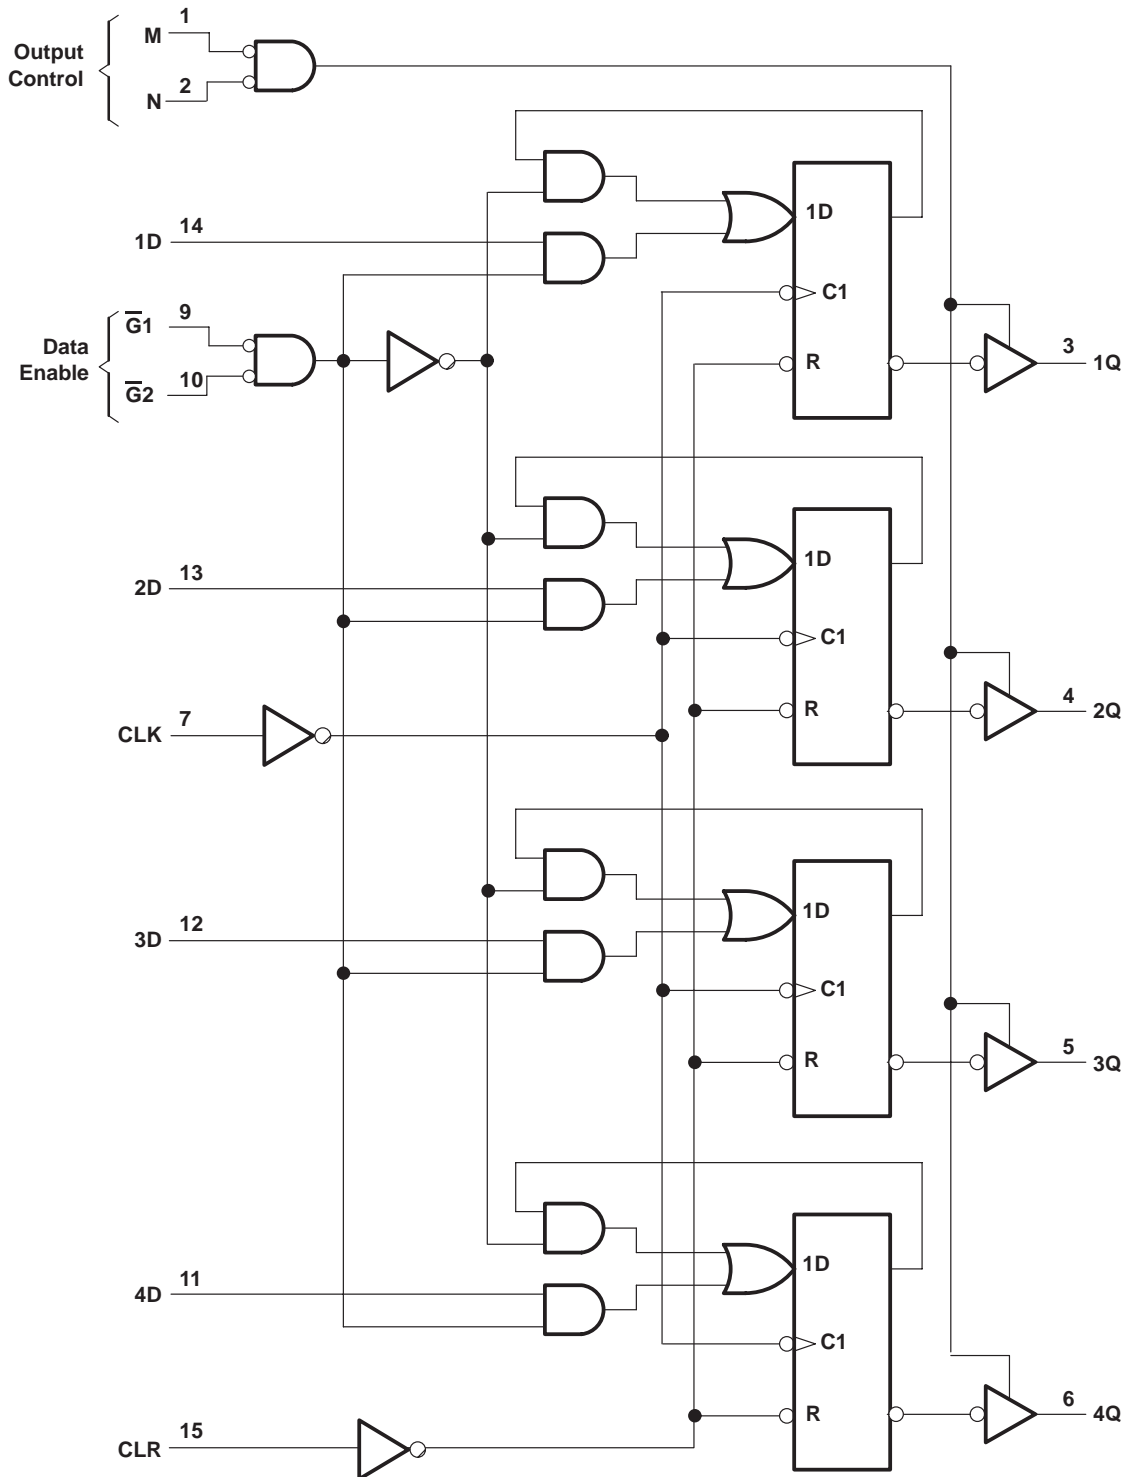 1
Output
Control
M
2
N
1D
14
1D
C1
Data
Enable
G̅1
9
G̅2
10
R
3
1Q
2D
13
1D
C1
R
4
2Q
CLK
7
3D
12
1D
C1
R
5
3Q
4D
11
1D
C1
R
6
4Q
CLR
15